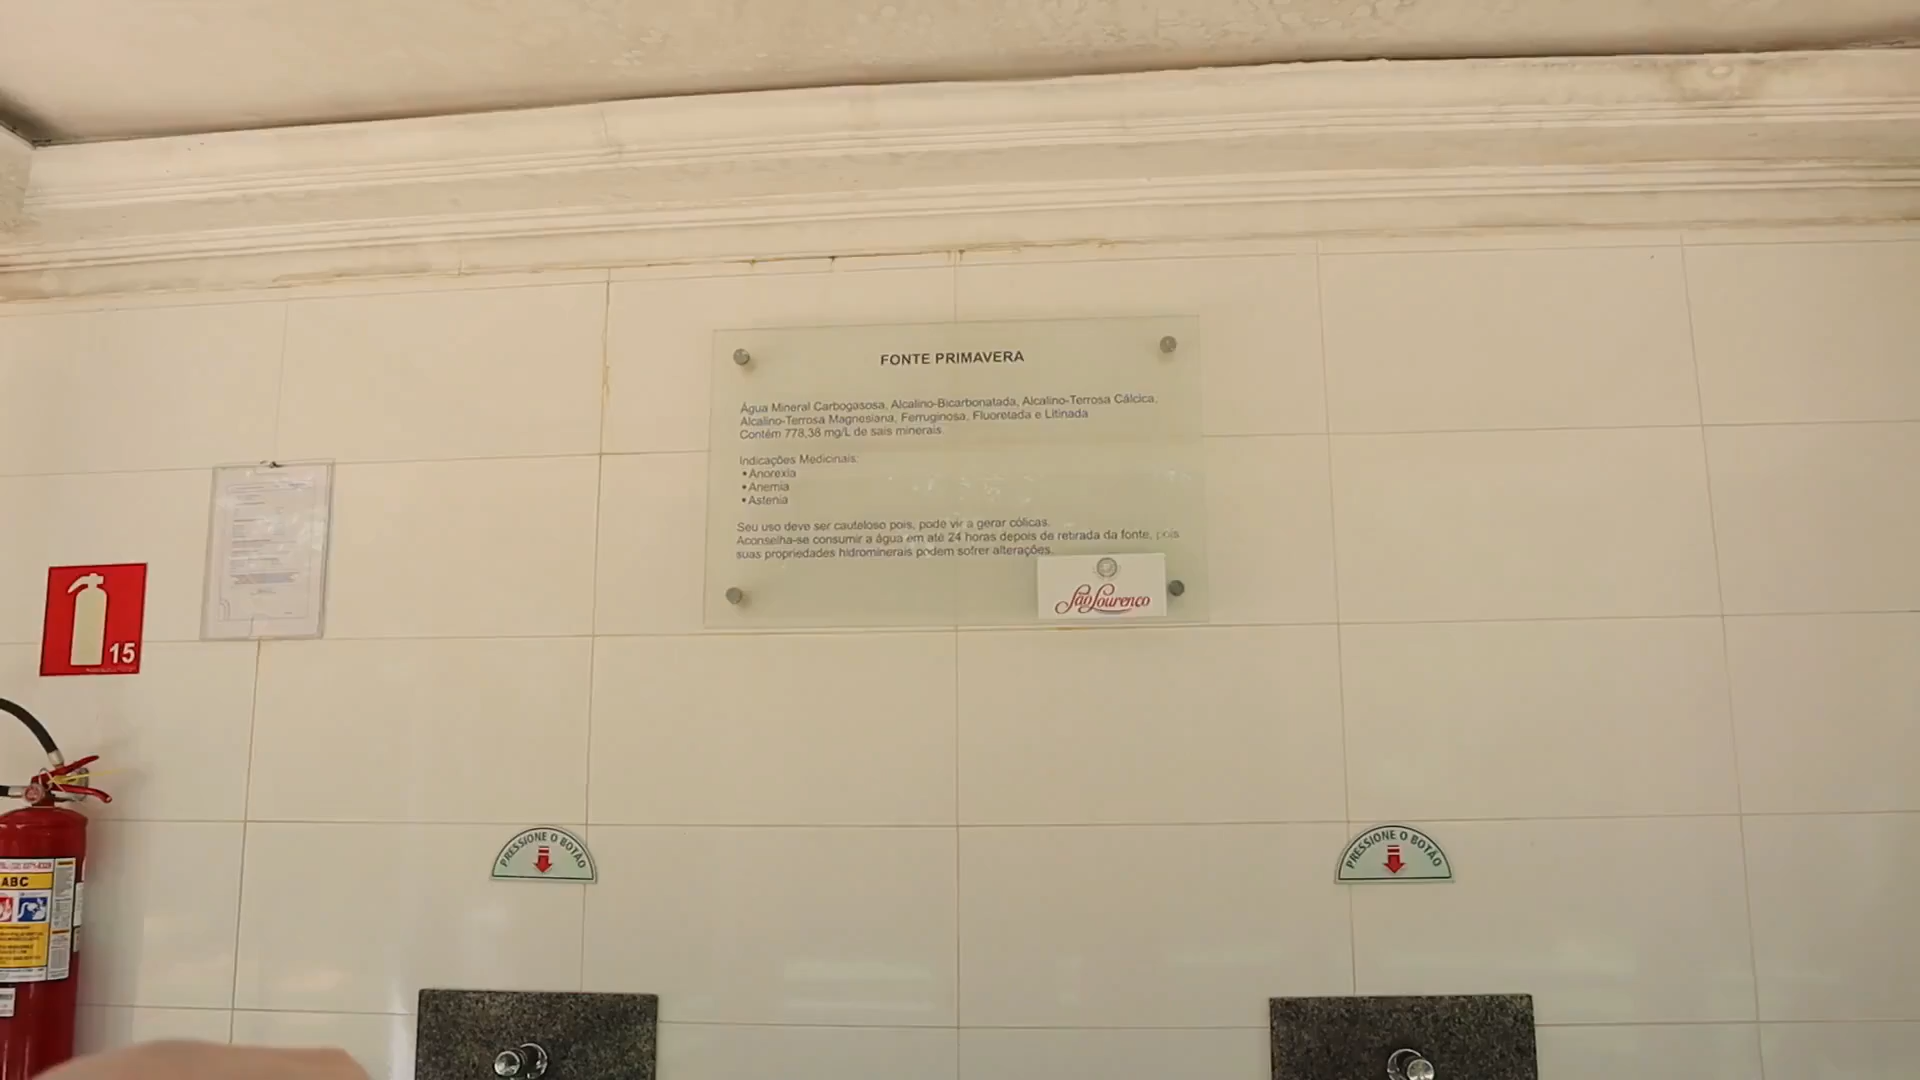 FONTE PRIMAVERA
Água Mineral Carbogasosa, Alcalino-Bicarbonatada, Alcalino-Terrosa Cálcica,
Alcalino-Terrosa Magnesiana, Ferruginosa, Fluoretada e Litinada
Contém 778,38 mg/L de sais minerais.
Indicações Medicinais:
•Anorexia
•Anemia
•Astenia
Seu uso deve ser cauteloso pois, pode vir a gerar cólicas.
Aconselha-se consumir a água em até 24 horas depois de retirada da fonte, pois
suas propriedades hidrominerais podem sofrer alterações.
São Lourenço
15
PRESSIONE O BOTÃO
PRESSIONE O BOTÃO
ABC